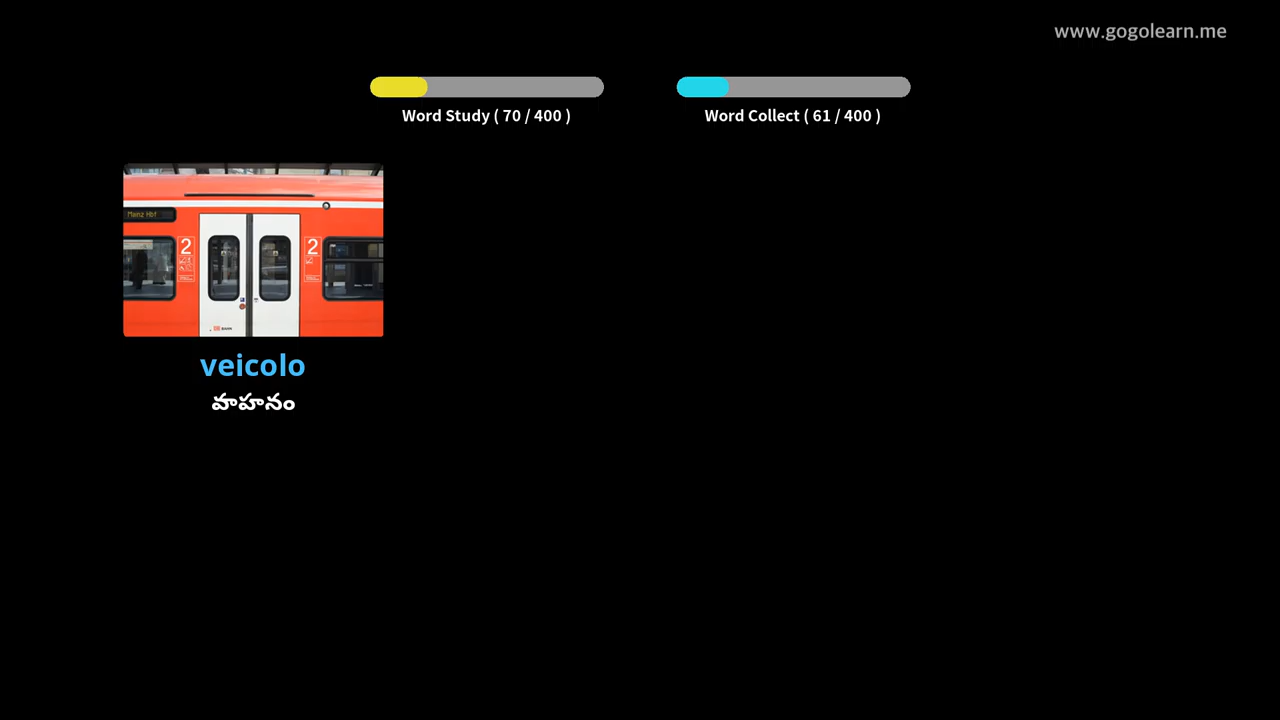 www.gogolearn.me
Word Study ( 70 / 400 )
Word Collect ( 61 / 400 )
Mainz Hbf
2
2
veicolo
వాహనం